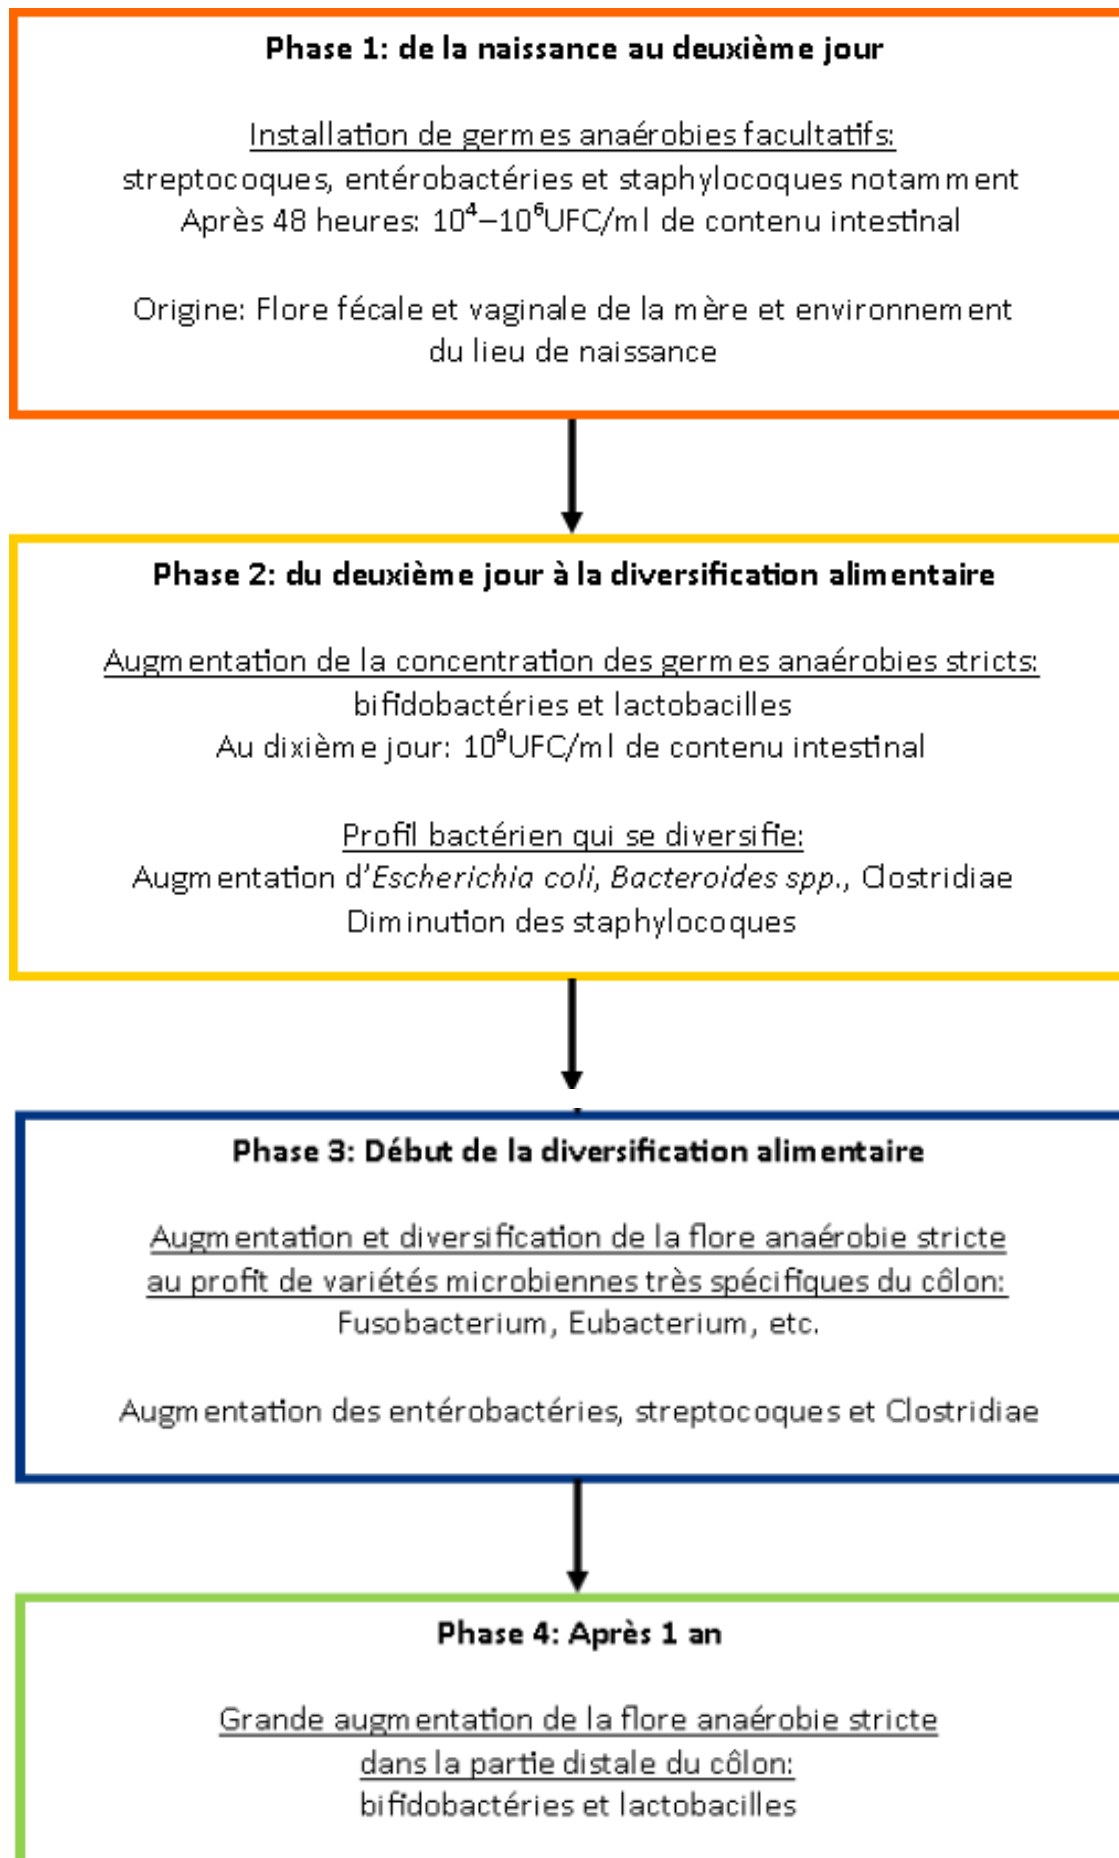 Phase 1: de la naissance au deuxième jour
Installation de germes anaérobies facultatifs:
streptocoques, entérobactéries et staphylocoques notamment
Après 48 heures: 10⁴–10⁶UFC/ml de contenu intestinal
Origine: Flore fécale et vaginale de la mère et environnement
du lieu de naissance
Phase 2: du deuxième jour à la diversification alimentaire
Augmentation de la concentration des germes anaérobies stricts:
bifidobactéries et lactobacilles
Au dixième jour: 10⁹UFC/ml de contenu intestinal
Profil bactérien qui se diversifie:
Augmentation d'Escherichia coli, Bacteroides spp., Clostridiae
Diminution des staphylocoques
Phase 3: Début de la diversification alimentaire
Augmentation et diversification de la flore anaérobie stricte
au profit de variétés microbiennes très spécifiques du côlon:
Fusobacterium, Eubacterium, etc.
Augmentation des entérobactéries, streptocoques et Clostridiae
Phase 4: Après 1 an
Grande augmentation de la flore anaérobie stricte
dans la partie distale du côlon:
bifidobactéries et lactobacilles